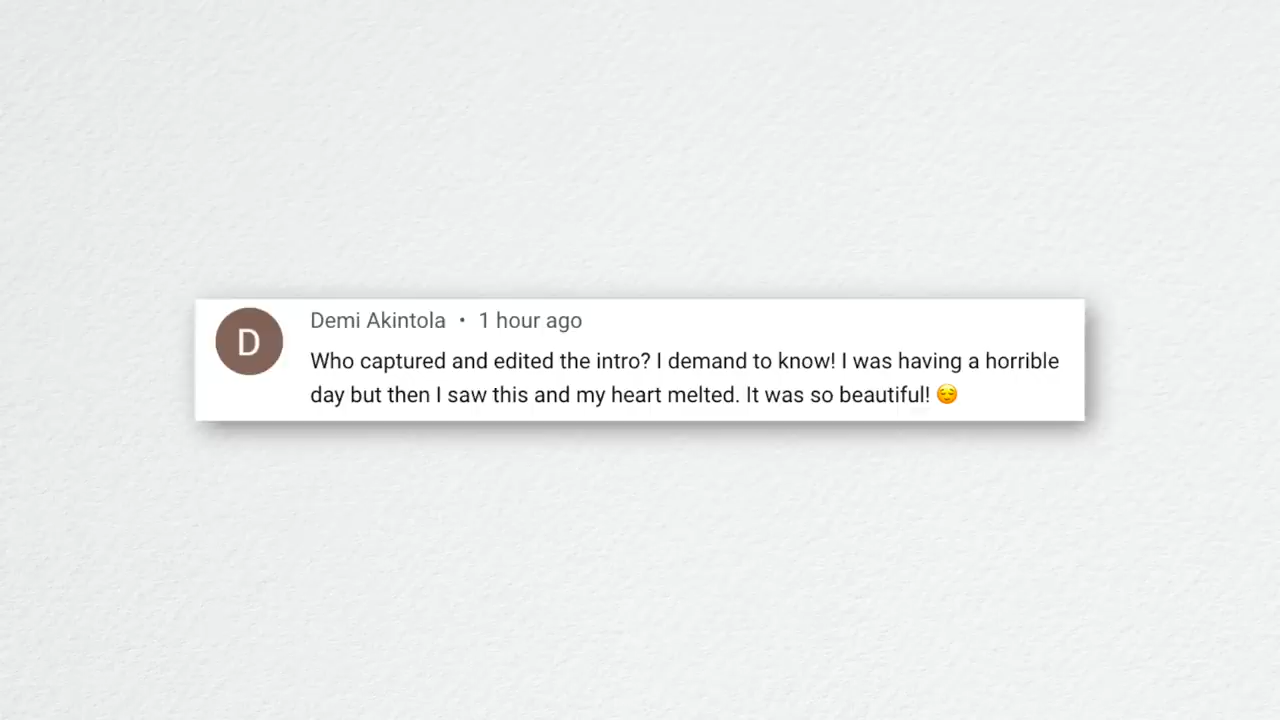 D
Demi Akintola • 1 hour ago
Who captured and edited the intro? I demand to know! I was having a horrible
day but then I saw this and my heart melted. It was so beautiful! 😌